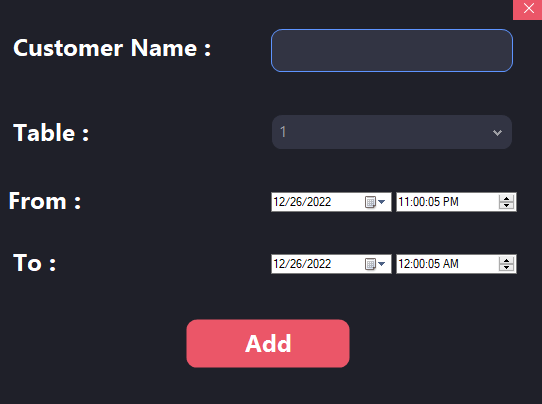 Customer Name :
Table :
1
From :
12/26/2022
11:00:05 PM
To :
12/26/2022
12:00:05 AM
Add